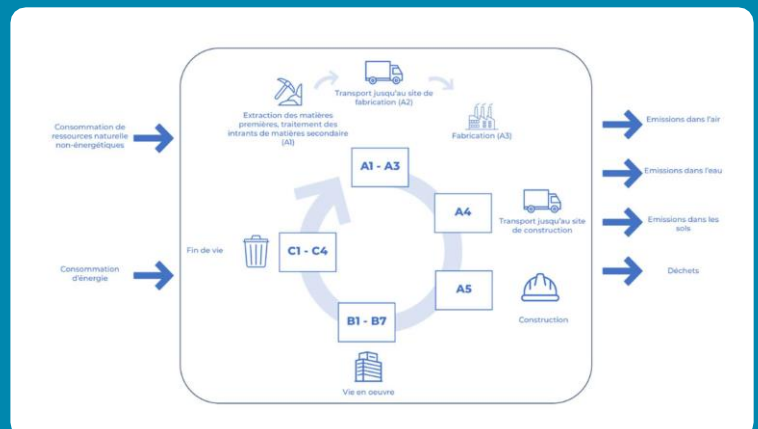 Consommation de
ressources naturelle
non-énergétiques
Consommation
d'énergie
Extraction des matières
premières, traitement des
intrants de matières secondaire
(A1)
Transport jusqu'au site de
fabrication (A2)
Fabrication (A3)
A1 - A3
A4
Transport jusqu'au site
de construction
A5
Construction
B1 - B7
Vie en oeuvre
C1 - C4
Fin de vie
Emissions dans l'air
Emissions dans l'eau
Emissions dans les
sols
Déchets